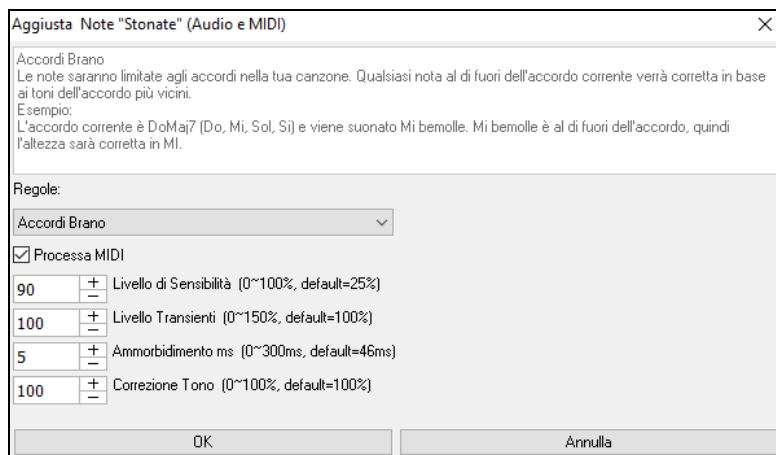 Aggiusta Note "Stonate" (Audio e MIDI)
Accordi Brano
Le note saranno limitate agli accordi nella tua canzone. Qualsiasi nota al di fuori dell'accordo corrente verrà corretta in base
ai toni dell'accordo più vicini.
Esempio:
L'accordo corrente è DoMaj7 (Do, Mi, Sol, Si) e viene suonato Mi bemolle. Mi bemolle è al di fuori dell'accordo, quindi
l'altezza sarà corretta in MI.
Regole:
Accordi Brano
Processa MIDI
90 Livello di Sensibilità (0~100%, default=25%)
100 Livello Transienti (0~150%, default=100%)
5 Ammorbidimento ms (0~300ms, default=46ms)
100 Correzione Tono (0~100%, default=100%)
OK Annulla